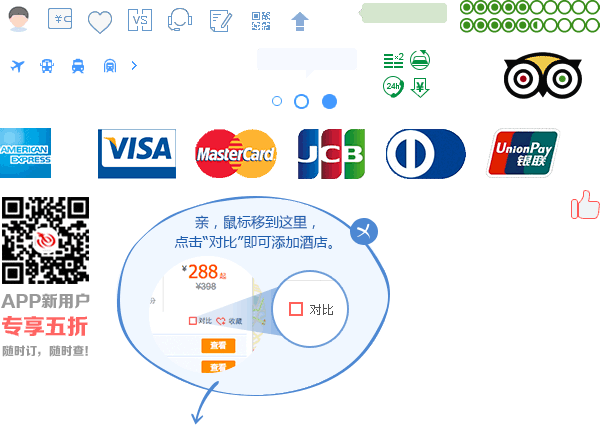 ¥C
VS
×2
24h
¥
AMERICAN
EXPRESS
VISA
MasterCard
JCB
UnionPay
银联
亲，鼠标移到这里，
点击“对比”即可添加酒店。
¥288起
¥398
分
对比 收藏
对比
查看
查看
APP新用户
专享五折
随时订，随时查!